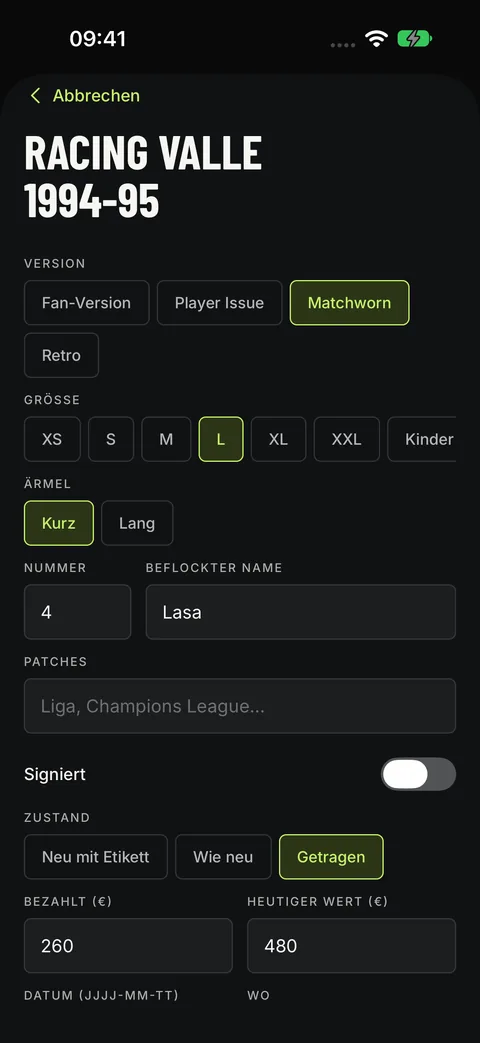 09:41
Abbrechen
RACING VALLE
1994-95
VERSION
Fan-Version Player Issue Matchworn
Retro
GRÖSSE
XS S M L XL XXL Kinder
ÄRMEL
Kurz Lang
NUMMER BEFLOCKTER NAME
4 Lasa
PATCHES
Liga, Champions League...
Signiert
ZUSTAND
Neu mit Etikett Wie neu Getragen
BEZAHLT (€) HEUTIGER WERT (€)
260 480
DATUM (JJJJ-MM-TT) WO